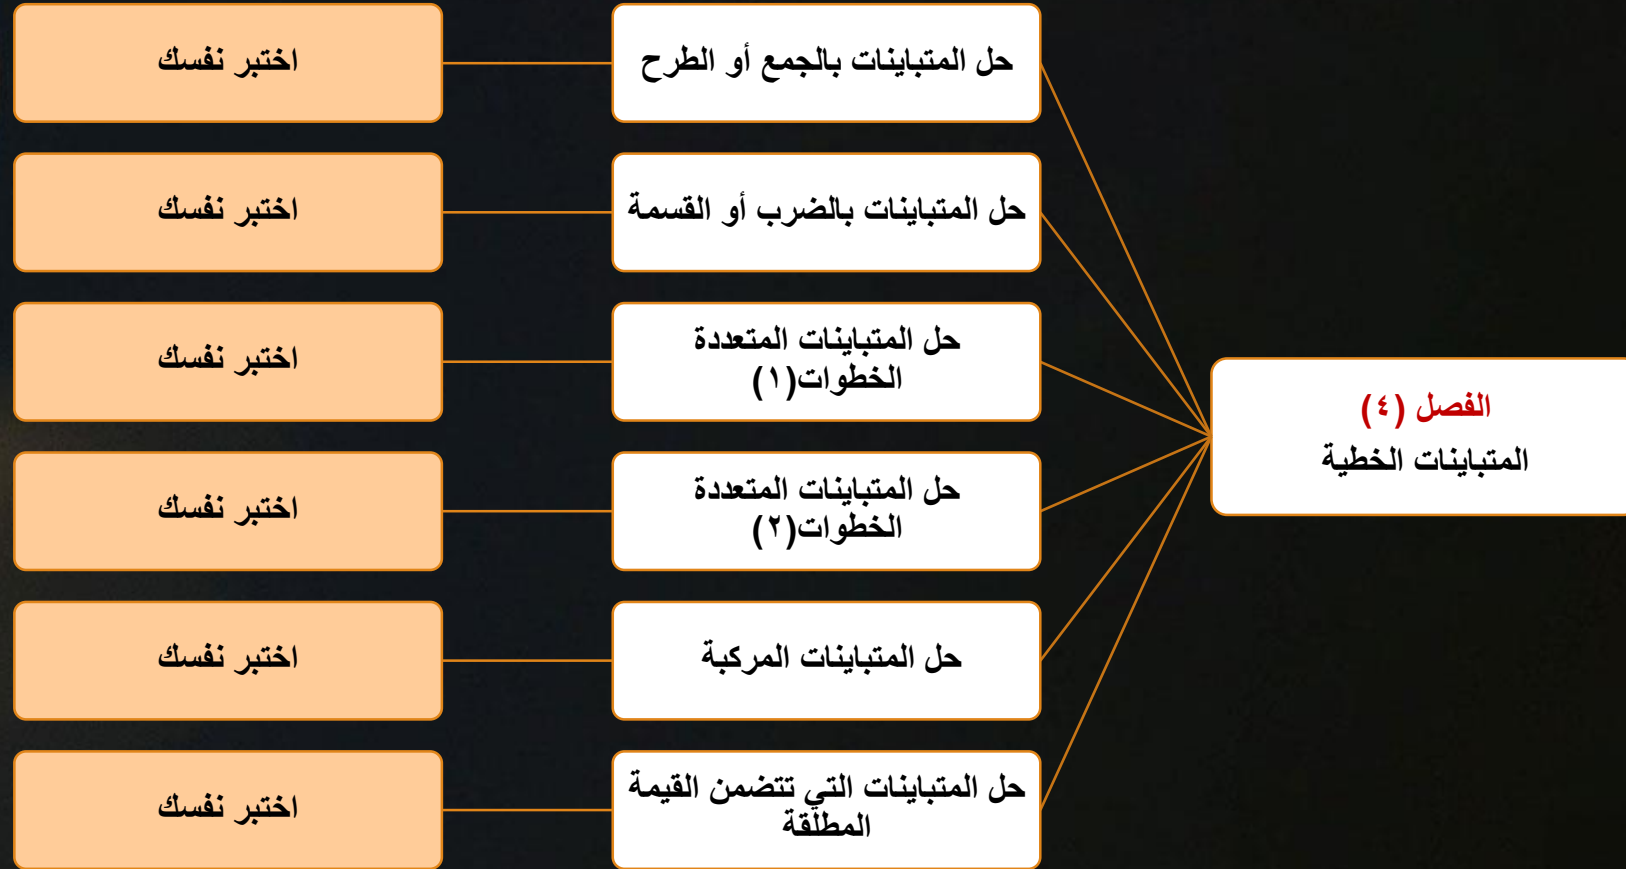 الفصل (٤)
المتباينات الخطية
حل المتباينات بالجمع أو الطرح
اختبر نفسك
حل المتباينات بالضرب أو القسمة
اختبر نفسك
حل المتباينات المتعددة
الخطوات(١)
اختبر نفسك
حل المتباينات المتعددة
الخطوات(٢)
اختبر نفسك
حل المتباينات المركبة
اختبر نفسك
حل المتباينات التي تتضمن القيمة
المطلقة
اختبر نفسك